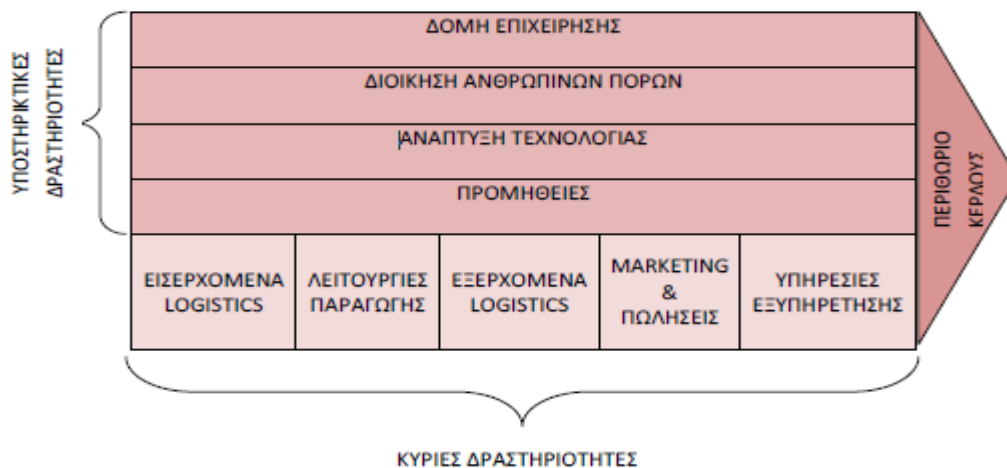 ΥΠΟΣΤΗΡΙΚΤΙΚΕΣ
ΔΡΑΣΤΗΡΙΟΤΗΤΕΣ
ΔΟΜΗ ΕΠΙΧΕΙΡΗΣΗΣ
ΔΙΟΙΚΗΣΗ ΑΝΘΡΩΠΙΝΩΝ ΠΟΡΩΝ
ΑΝΑΠΤΥΞΗ ΤΕΧΝΟΛΟΓΙΑΣ
ΠΡΟΜΗΘΕΙΕΣ
ΕΙΣΕΡΧΟΜΕΝΑ
LOGISTICS
ΛΕΙΤΟΥΡΓΙΕΣ
ΠΑΡΑΓΩΓΗΣ
ΕΞΕΡΧΟΜΕΝΑ
LOGISTICS
MARKETING
&
ΠΩΛΗΣΕΙΣ
ΥΠΗΡΕΣΙΕΣ
ΕΞΥΠΗΡΕΤΗΣΗΣ
ΠΕΡΙΘΩΡΙΟ
ΚΕΡΔΟΥΣ
ΚΥΡΙΕΣ ΔΡΑΣΤΗΡΙΟΤΗΤΕΣ